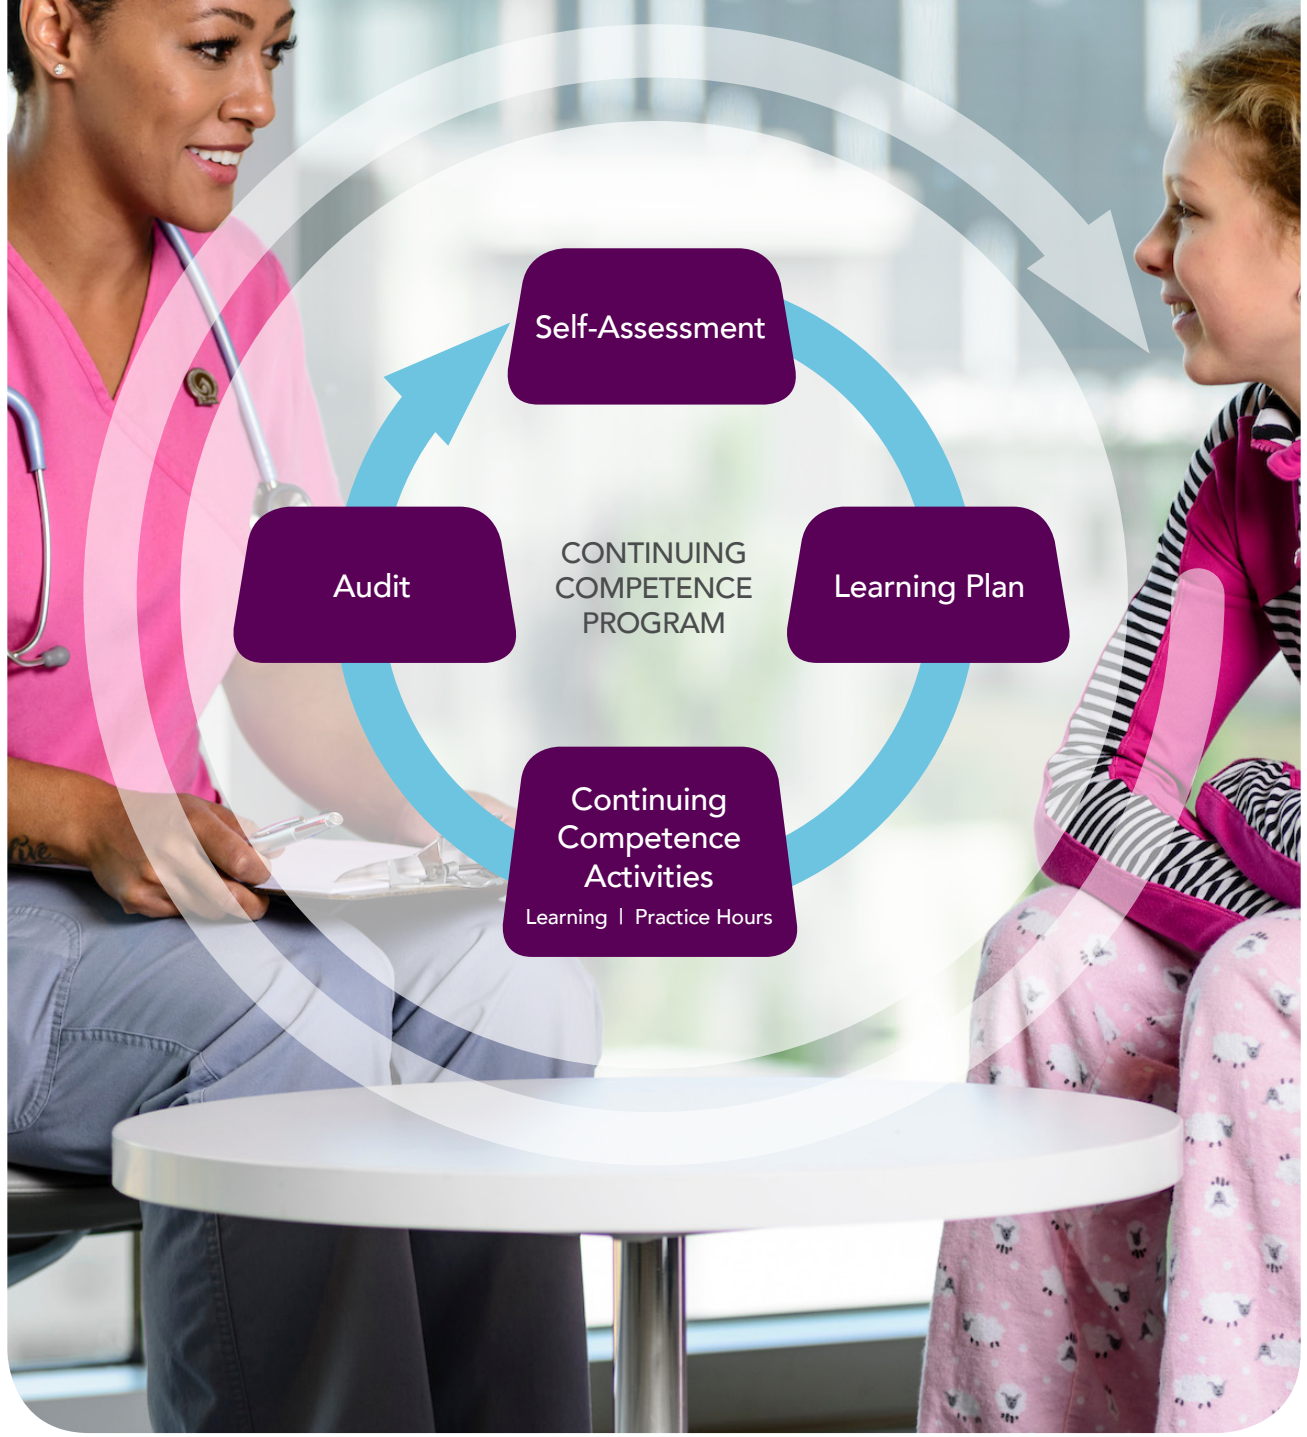 Self-Assessment
CONTINUING
COMPETENCE
PROGRAM
Audit
Learning Plan
Continuing
Competence
Activities
Learning | Practice Hours